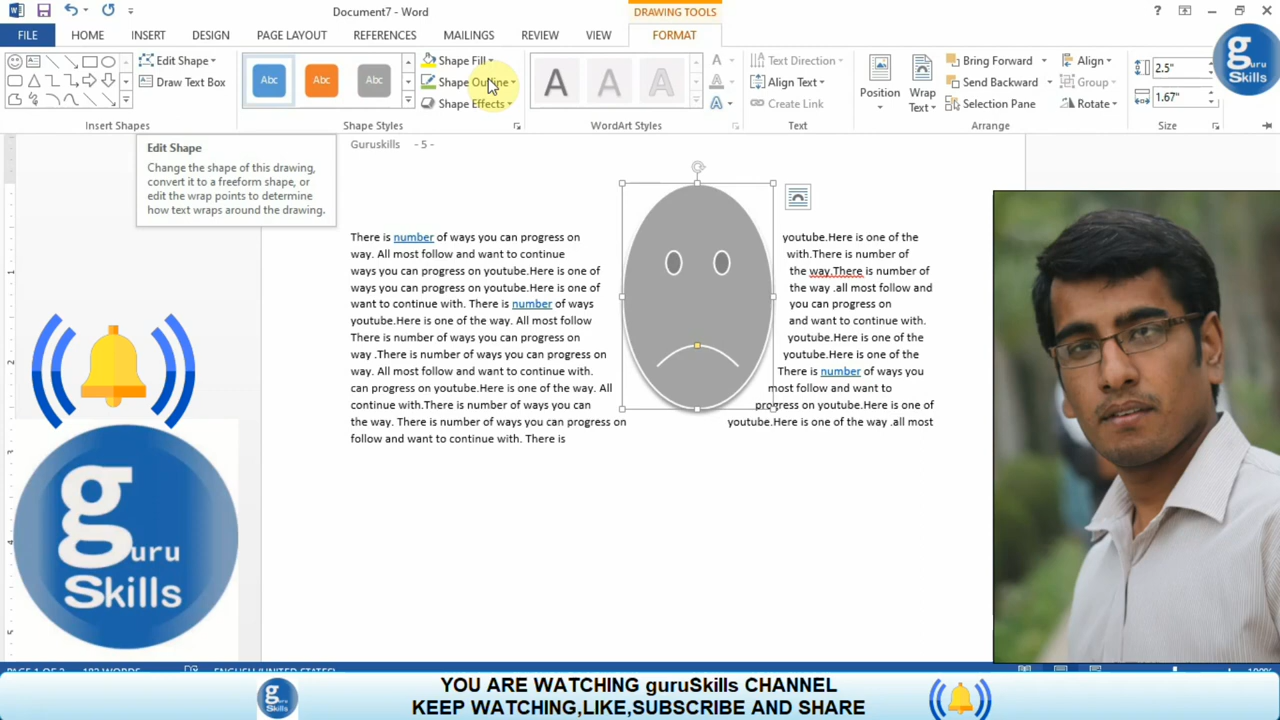 Document7 - Word
DRAWING TOOLS
FILE
HOME
INSERT
DESIGN
PAGE LAYOUT
REFERENCES
MAILINGS
REVIEW
VIEW
FORMAT
Edit Shape
Draw Text Box
Insert Shapes
Abc
Abc
Abc
Shape Fill
Shape Outline
Shape Effects
Shape Styles
A
A
A
WordArt Styles
Text Direction
Align Text
Create Link
Text
Position
Wrap Text
Bring Forward
Send Backward
Selection Pane
Align
Group
Rotate
Arrange
2.5"
1.67"
Size
g
uru
Skills
Edit Shape
Change the shape of this drawing,
convert it to a freeform shape, or
edit the wrap points to determine
how text wraps around the drawing.
Guruskills - 5 -
There is number of ways you can progress on youtube.Here is one of the
way. All most follow and want to continue with.There is number of
ways you can progress on youtube.Here is one of the way.There is number of
ways you can progress on youtube.Here is one of the way .all most follow and
want to continue with. There is number of ways you can progress on
youtube.Here is one of the way. All most follow and want to continue with.
There is number of ways you can progress on youtube.Here is one of the
way .There is number of ways you can progress on youtube.Here is one of the
way. All most follow and want to continue with. There is number of ways you
can progress on youtube.Here is one of the way. All most follow and want to
continue with.There is number of ways you can progress on youtube.Here is one of
the way. There is number of ways you can progress on youtube.Here is one of the way .all most
follow and want to continue with. There is
1
2
3
4
5
g
uru
Skills
100%
YOU ARE WATCHING guruSkills CHANNEL
KEEP WATCHING,LIKE,SUBSCRIBE AND SHARE